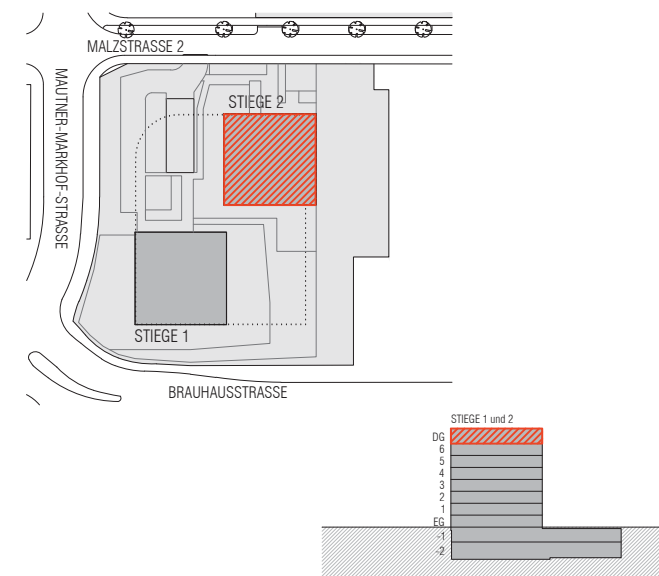 MALZSTRASSE 2
MAUTNER-MARKHOF-STRASSE
STIEGE 2
STIEGE 1
BRAUHAUSSTRASSE
STIEGE 1 und 2
DG
6
5
4
3
2
1
EG
-1
-2